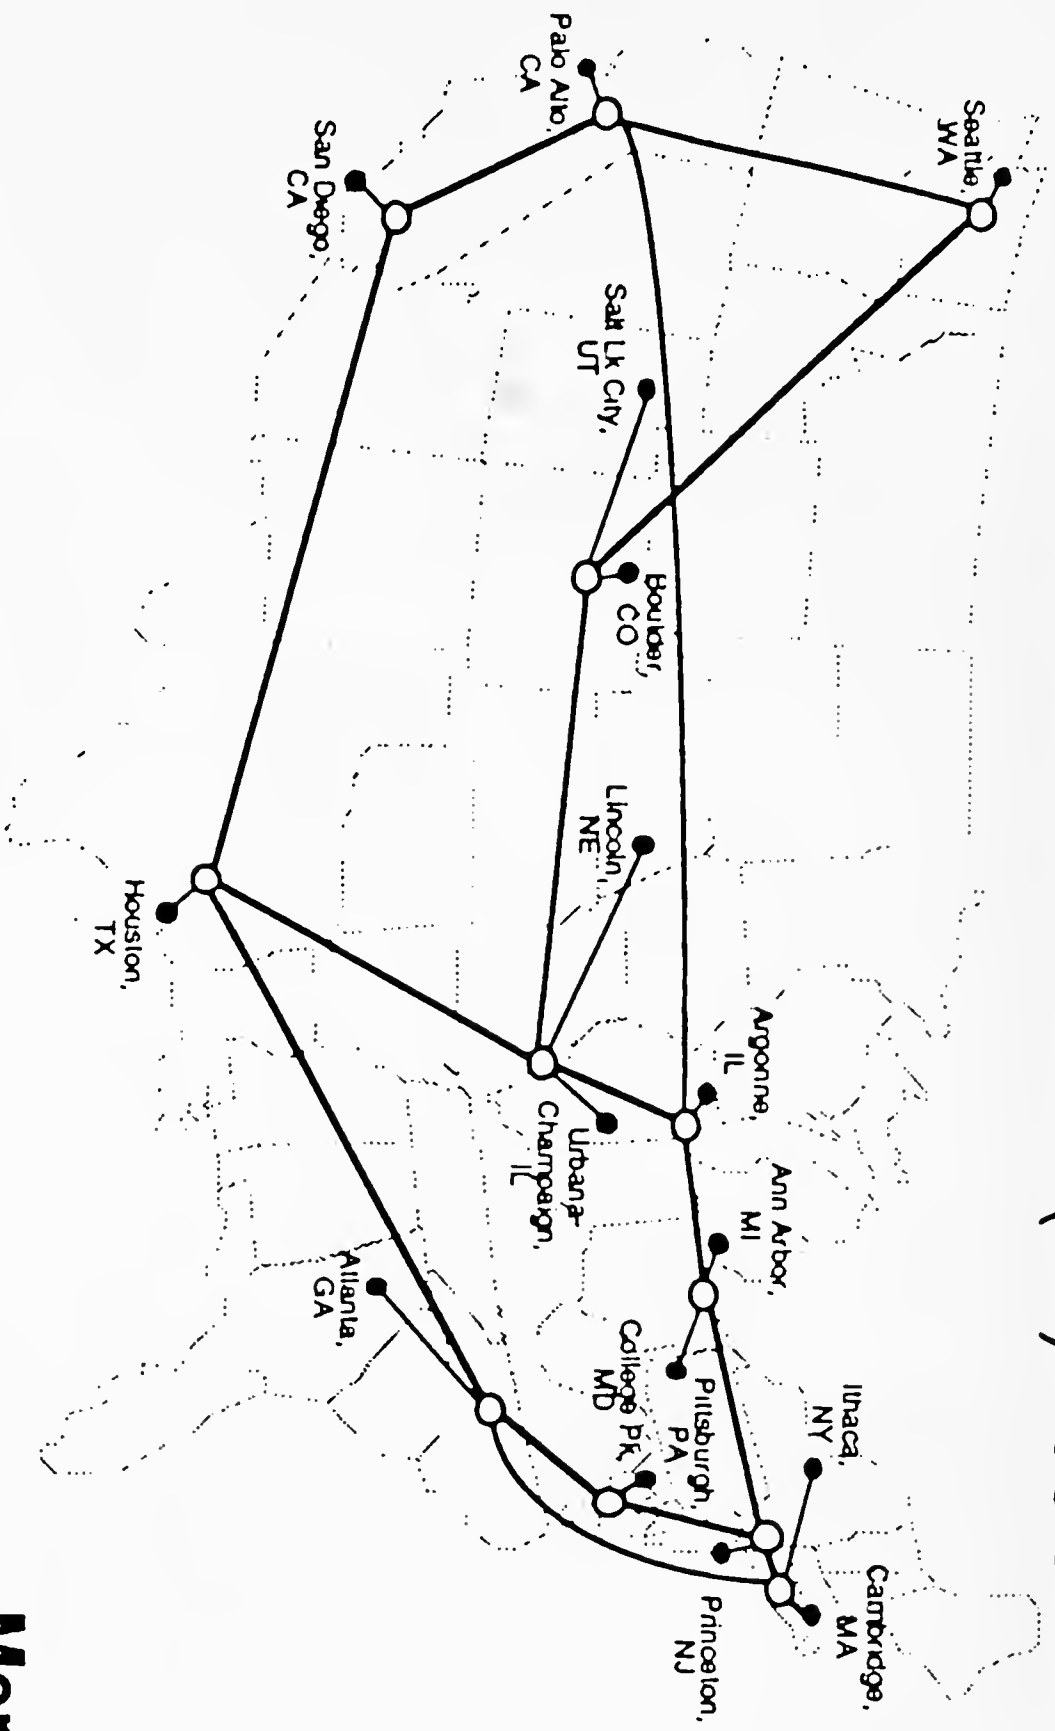 Seattle,
WA
Palo Alto,
CA
San Diego,
CA
Salt Lk City,
UT
Boulder,
CO
Lincoln,
NE
Houston,
TX
Argonne,
IL
Urbana-
Champaign,
IL
Ann Arbor,
MI
Atlanta,
GA
College Pk,
MD
Pittsburgh,
PA
Ithaca,
NY
Cambridge,
MA
Princeton,
NJ